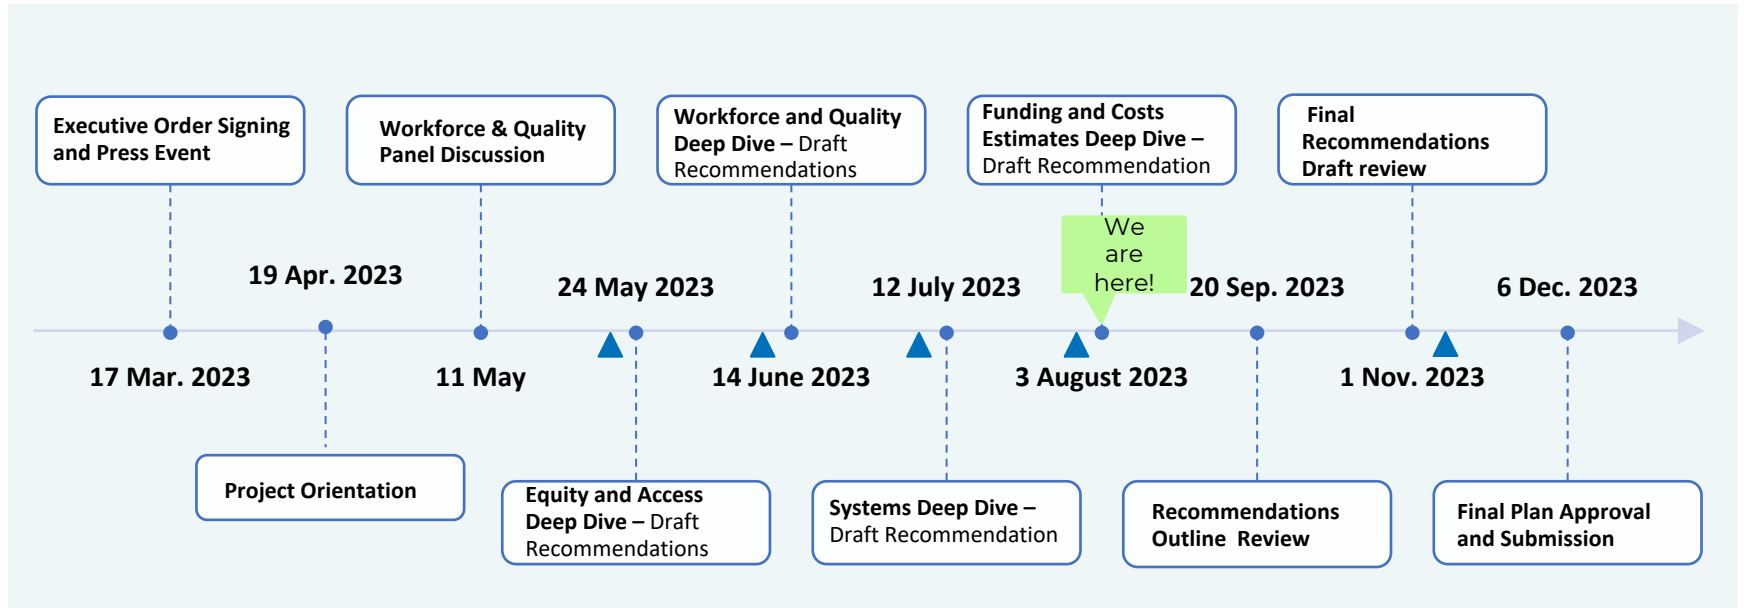 Executive Order Signing
and Press Event
Workforce & Quality
Panel Discussion
Workforce and Quality
Deep Dive – Draft
Recommendations
Funding and Costs
Estimates Deep Dive –
Draft Recommendation
Final
Recommendations
Draft review
We
are
here!
19 Apr. 2023
24 May 2023
12 July 2023
20 Sep. 2023
6 Dec. 2023
17 Mar. 2023
11 May
14 June 2023
3 August 2023
1 Nov. 2023
Project Orientation
Equity and Access
Deep Dive – Draft
Recommendations
Systems Deep Dive –
Draft Recommendation
Recommendations
Outline Review
Final Plan Approval
and Submission